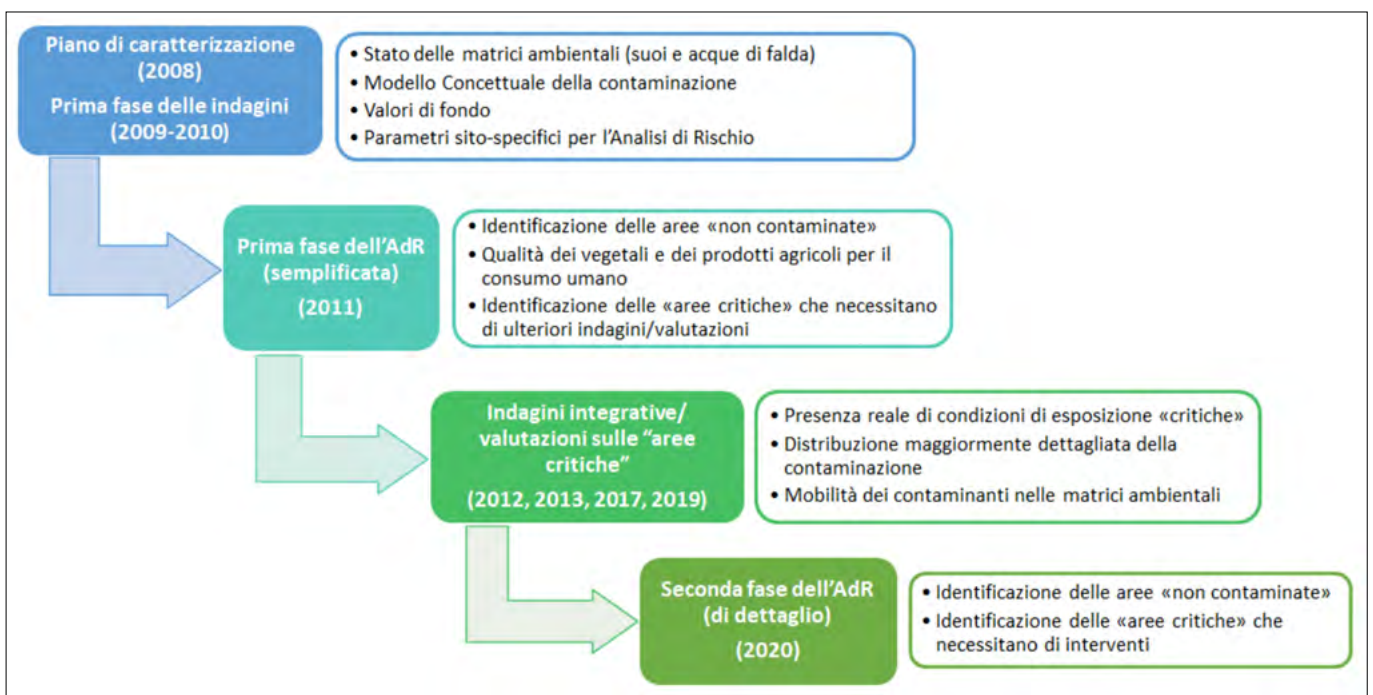 Piano di caratterizzazione
(2008)
Prima fase delle indagini
(2009-2010)
• Stato delle matrici ambientali (suoi e acque di falda)
• Modello Concettuale della contaminazione
• Valori di fondo
• Parametri sito-specifici per l'Analisi di Rischio
Prima fase dell'AdR
(semplificata)
(2011)
• Identificazione delle aree «non contaminate»
• Qualità dei vegetali e dei prodotti agricoli per il
consumo umano
• Identificazione delle «aree critiche» che necessitano
di ulteriori indagini/valutazioni
Indagini integrative/
valutazioni sulle "aree
critiche"
(2012, 2013, 2017, 2019)
• Presenza reale di condizioni di esposizione «critiche»
• Distribuzione maggiormente dettagliata della
contaminazione
• Mobilità dei contaminanti nelle matrici ambientali
Seconda fase dell'AdR
(di dettaglio)
(2020)
• Identificazione delle aree «non contaminate»
• Identificazione delle «aree critiche» che
necessitano di interventi